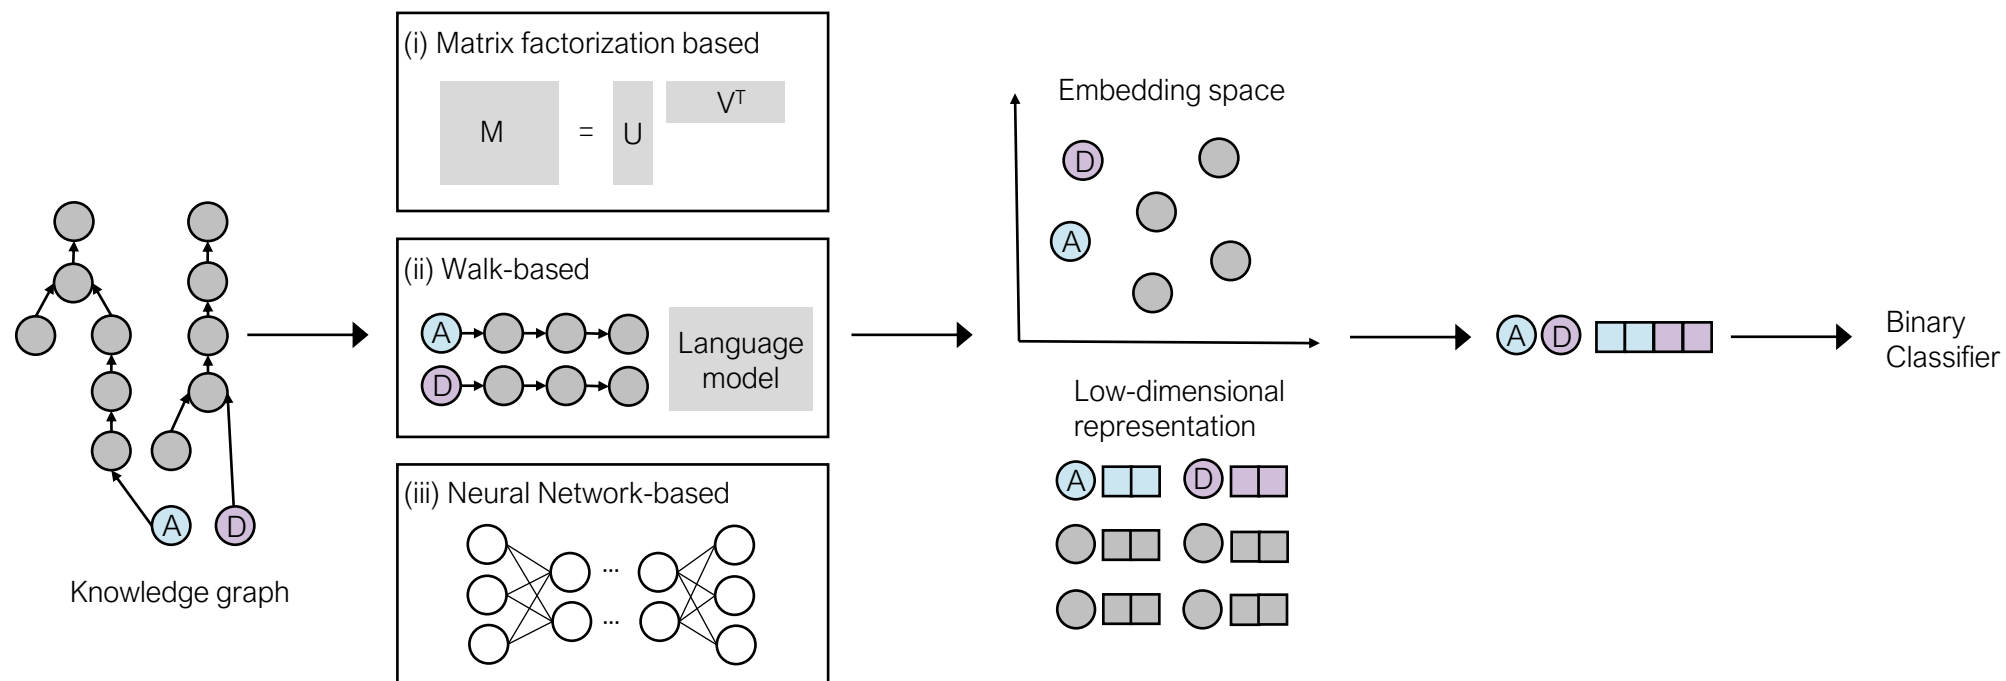 (i) Matrix factorization based
M
=
U
Vᵀ
(ii) Walk-based
A
D
Language
model
(iii) Neural Network-based
...
...
A
D
Knowledge graph
Embedding space
D
A
Low-dimensional
representation
A
D
A
D
Binary
Classifier